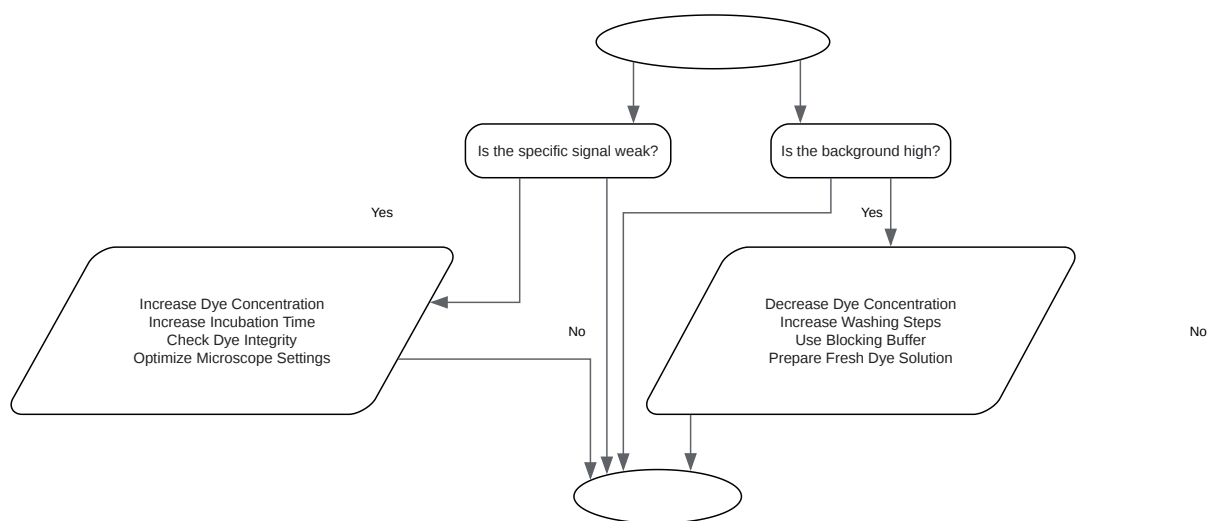 Is the specific signal weak?
Is the background high?
Yes
Yes
Increase Dye Concentration
Increase Incubation Time
Check Dye Integrity
Optimize Microscope Settings
No
Decrease Dye Concentration
Increase Washing Steps
Use Blocking Buffer
Prepare Fresh Dye Solution
No